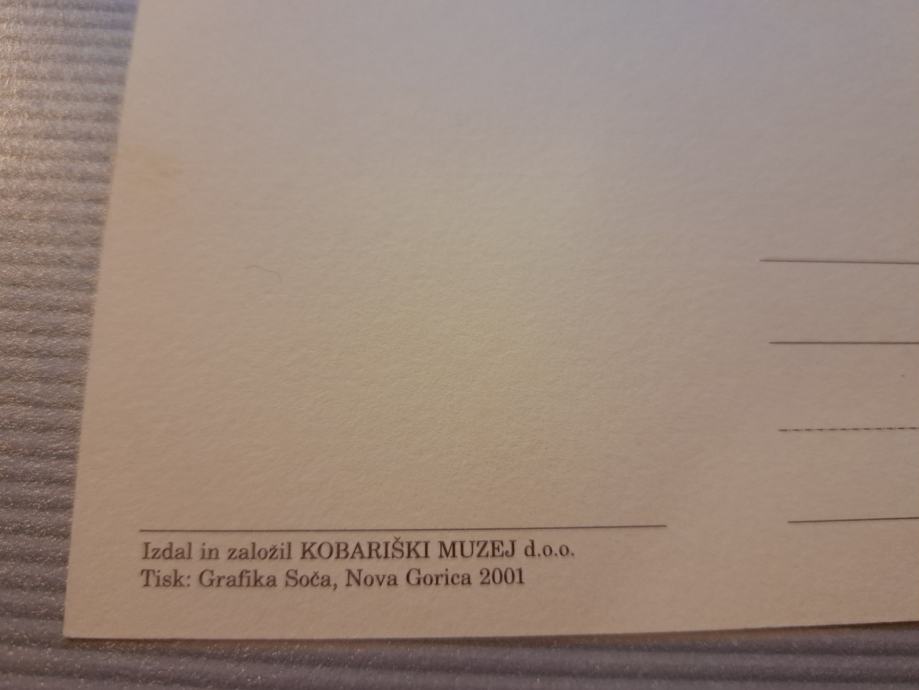 Izdal in založil KOBARIŠKI MUZEJ d.o.o.
Tisk: Grafika Soča, Nova Gorica 2001